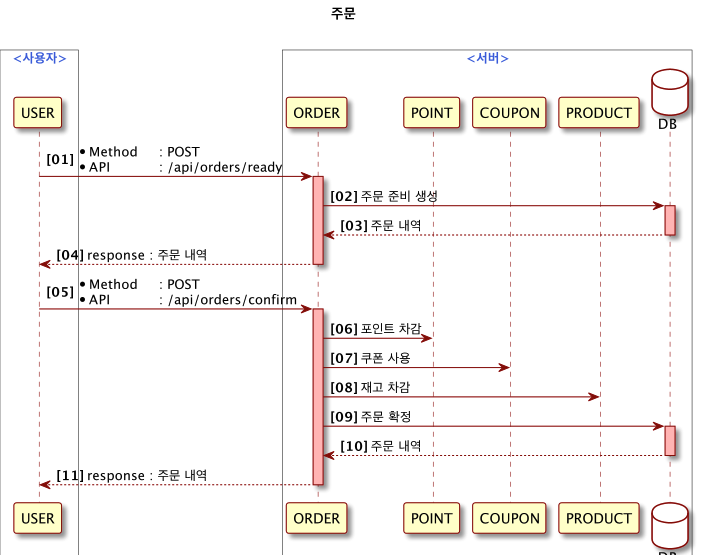 주문
<사용자>
<서버>
USER
ORDER
POINT
COUPON
PRODUCT
DB
[01]
• Method : POST
• API : /api/orders/ready
[02] 주문 준비 생성
[03] 주문 내역
[04] response : 주문 내역
[05]
• Method : POST
• API : /api/orders/confirm
[06] 포인트 차감
[07] 쿠폰 사용
[08] 재고 차감
[09] 주문 확정
[10] 주문 내역
[11] response : 주문 내역
USER
ORDER
POINT
COUPON
PRODUCT
DB